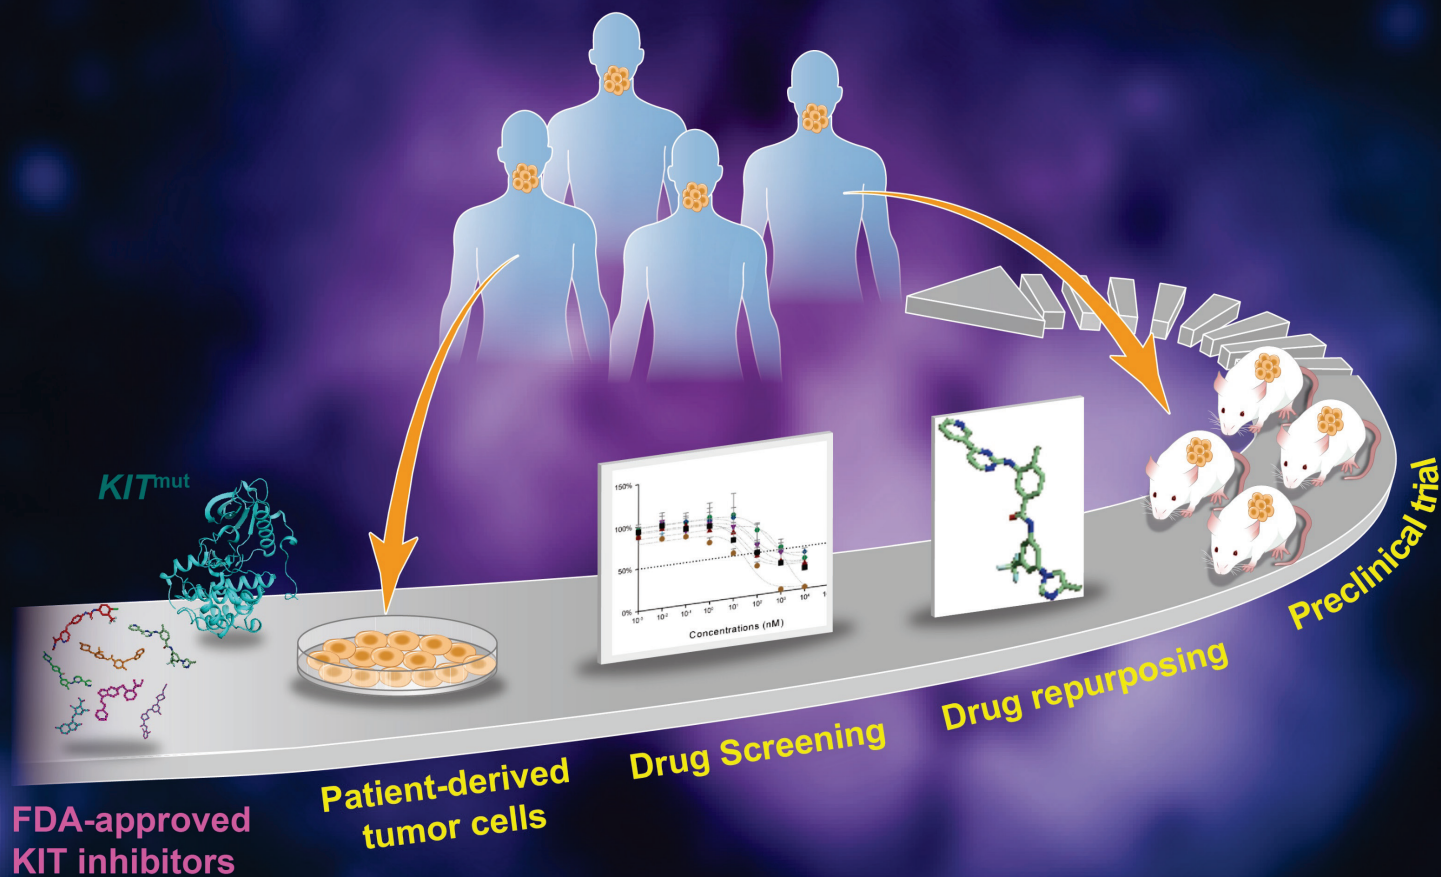 KITmut
150%
100%
50%
0%
Concentrations (nM)
FDA-approved
KIT inhibitors
Patient-derived
tumor cells
Drug Screening
Drug repurposing
Preclinical trial